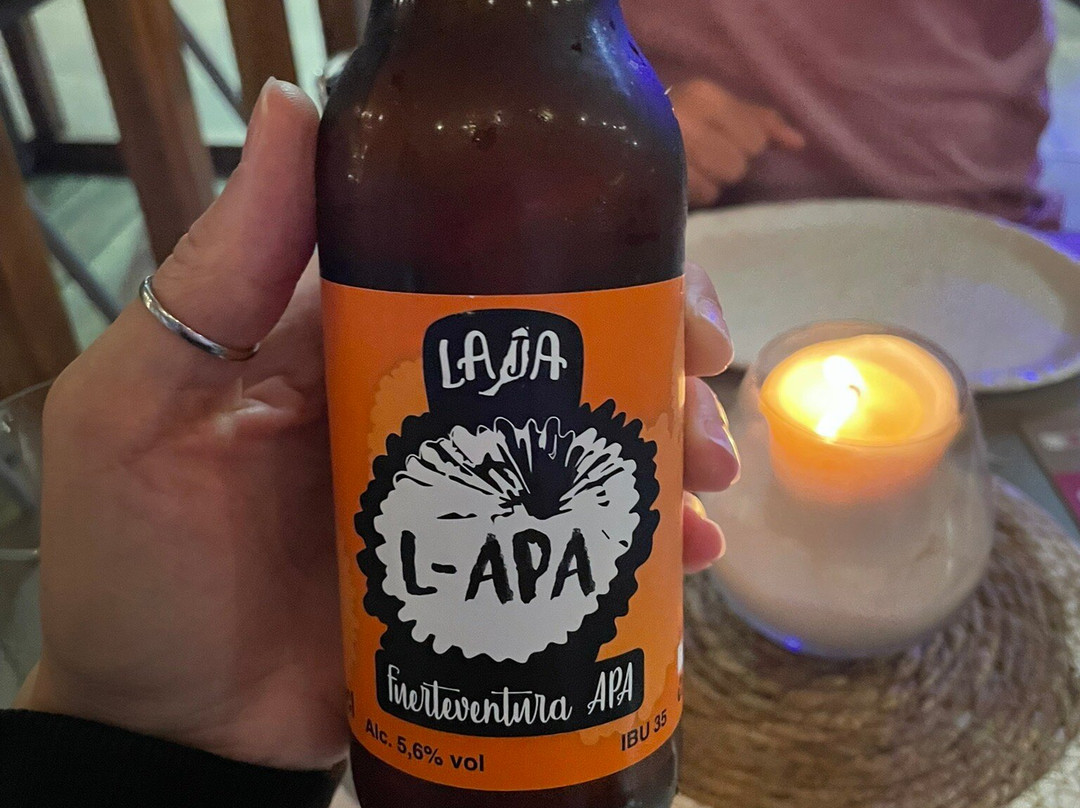 LAJA
L-APA
Fuerteventura APA
Alc. 5,6% vol
IBU 35